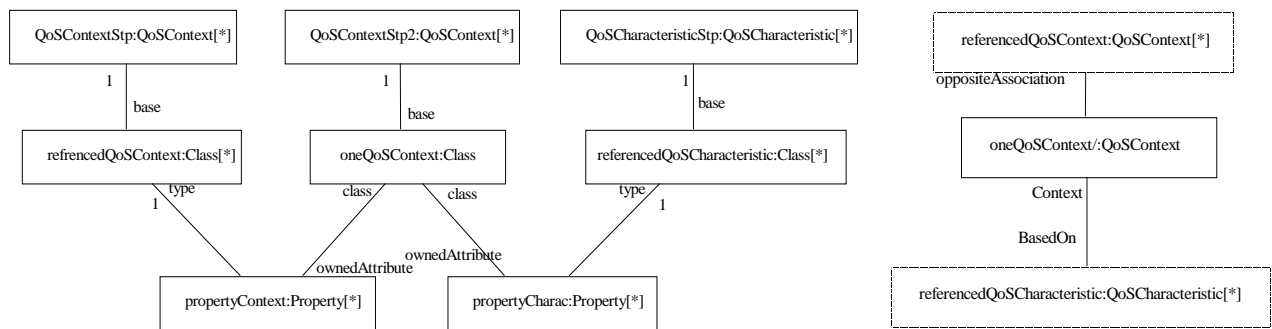 QoSContextStp:QoSContext[*]
QoSContextStp2:QoSContext[*]
QoSCharacteristicStp:QoSCharacteristic[*]
referencedQoSContext:QoSContext[*]
1
1
1
oppositeAssociation
base
base
base
refrencedQoSContext:Class[*]
oneQoSContext:Class
referencedQoSCharacteristic:Class[*]
oneQoSContext/:QoSContext
type
class
class
type
1
1
Context
BasedOn
ownedAttribute
ownedAttribute
propertyContext:Property[*]
propertyCharac:Property[*]
referencedQoSCharacteristic:QoSCharacteristic[*]